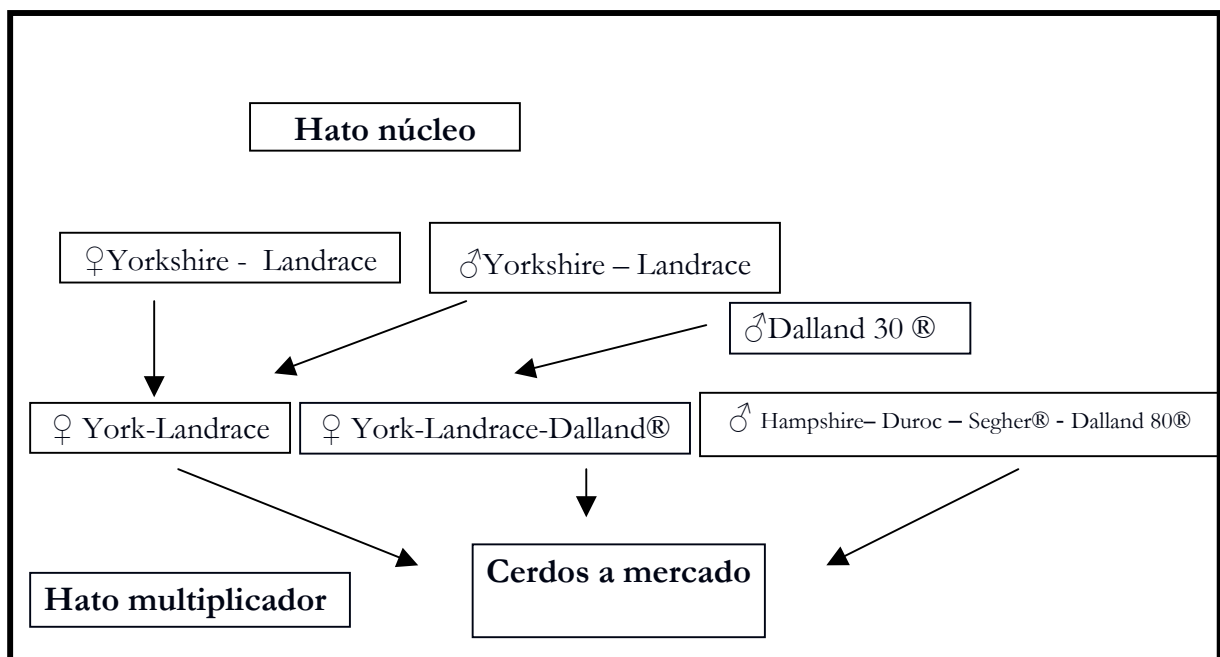 Hato núcleo
♀Yorkshire - Landrace
♂Yorkshire – Landrace
♂Dalland 30 ®
♀ York-Landrace
♀ York-Landrace-Dalland®
♂ Hampshire– Duroc – Segher® - Dalland 80®
Cerdos a mercado
Hato multiplicador